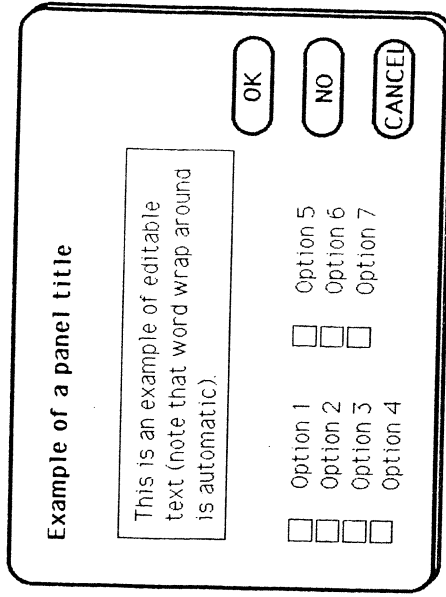 Example of a panel title
This is an example of editable
text (note that word wrap around
is automatic).
Option 1
Option 2
Option 3
Option 4
Option 5
Option 6
Option 7
OK
NO
CANCEL